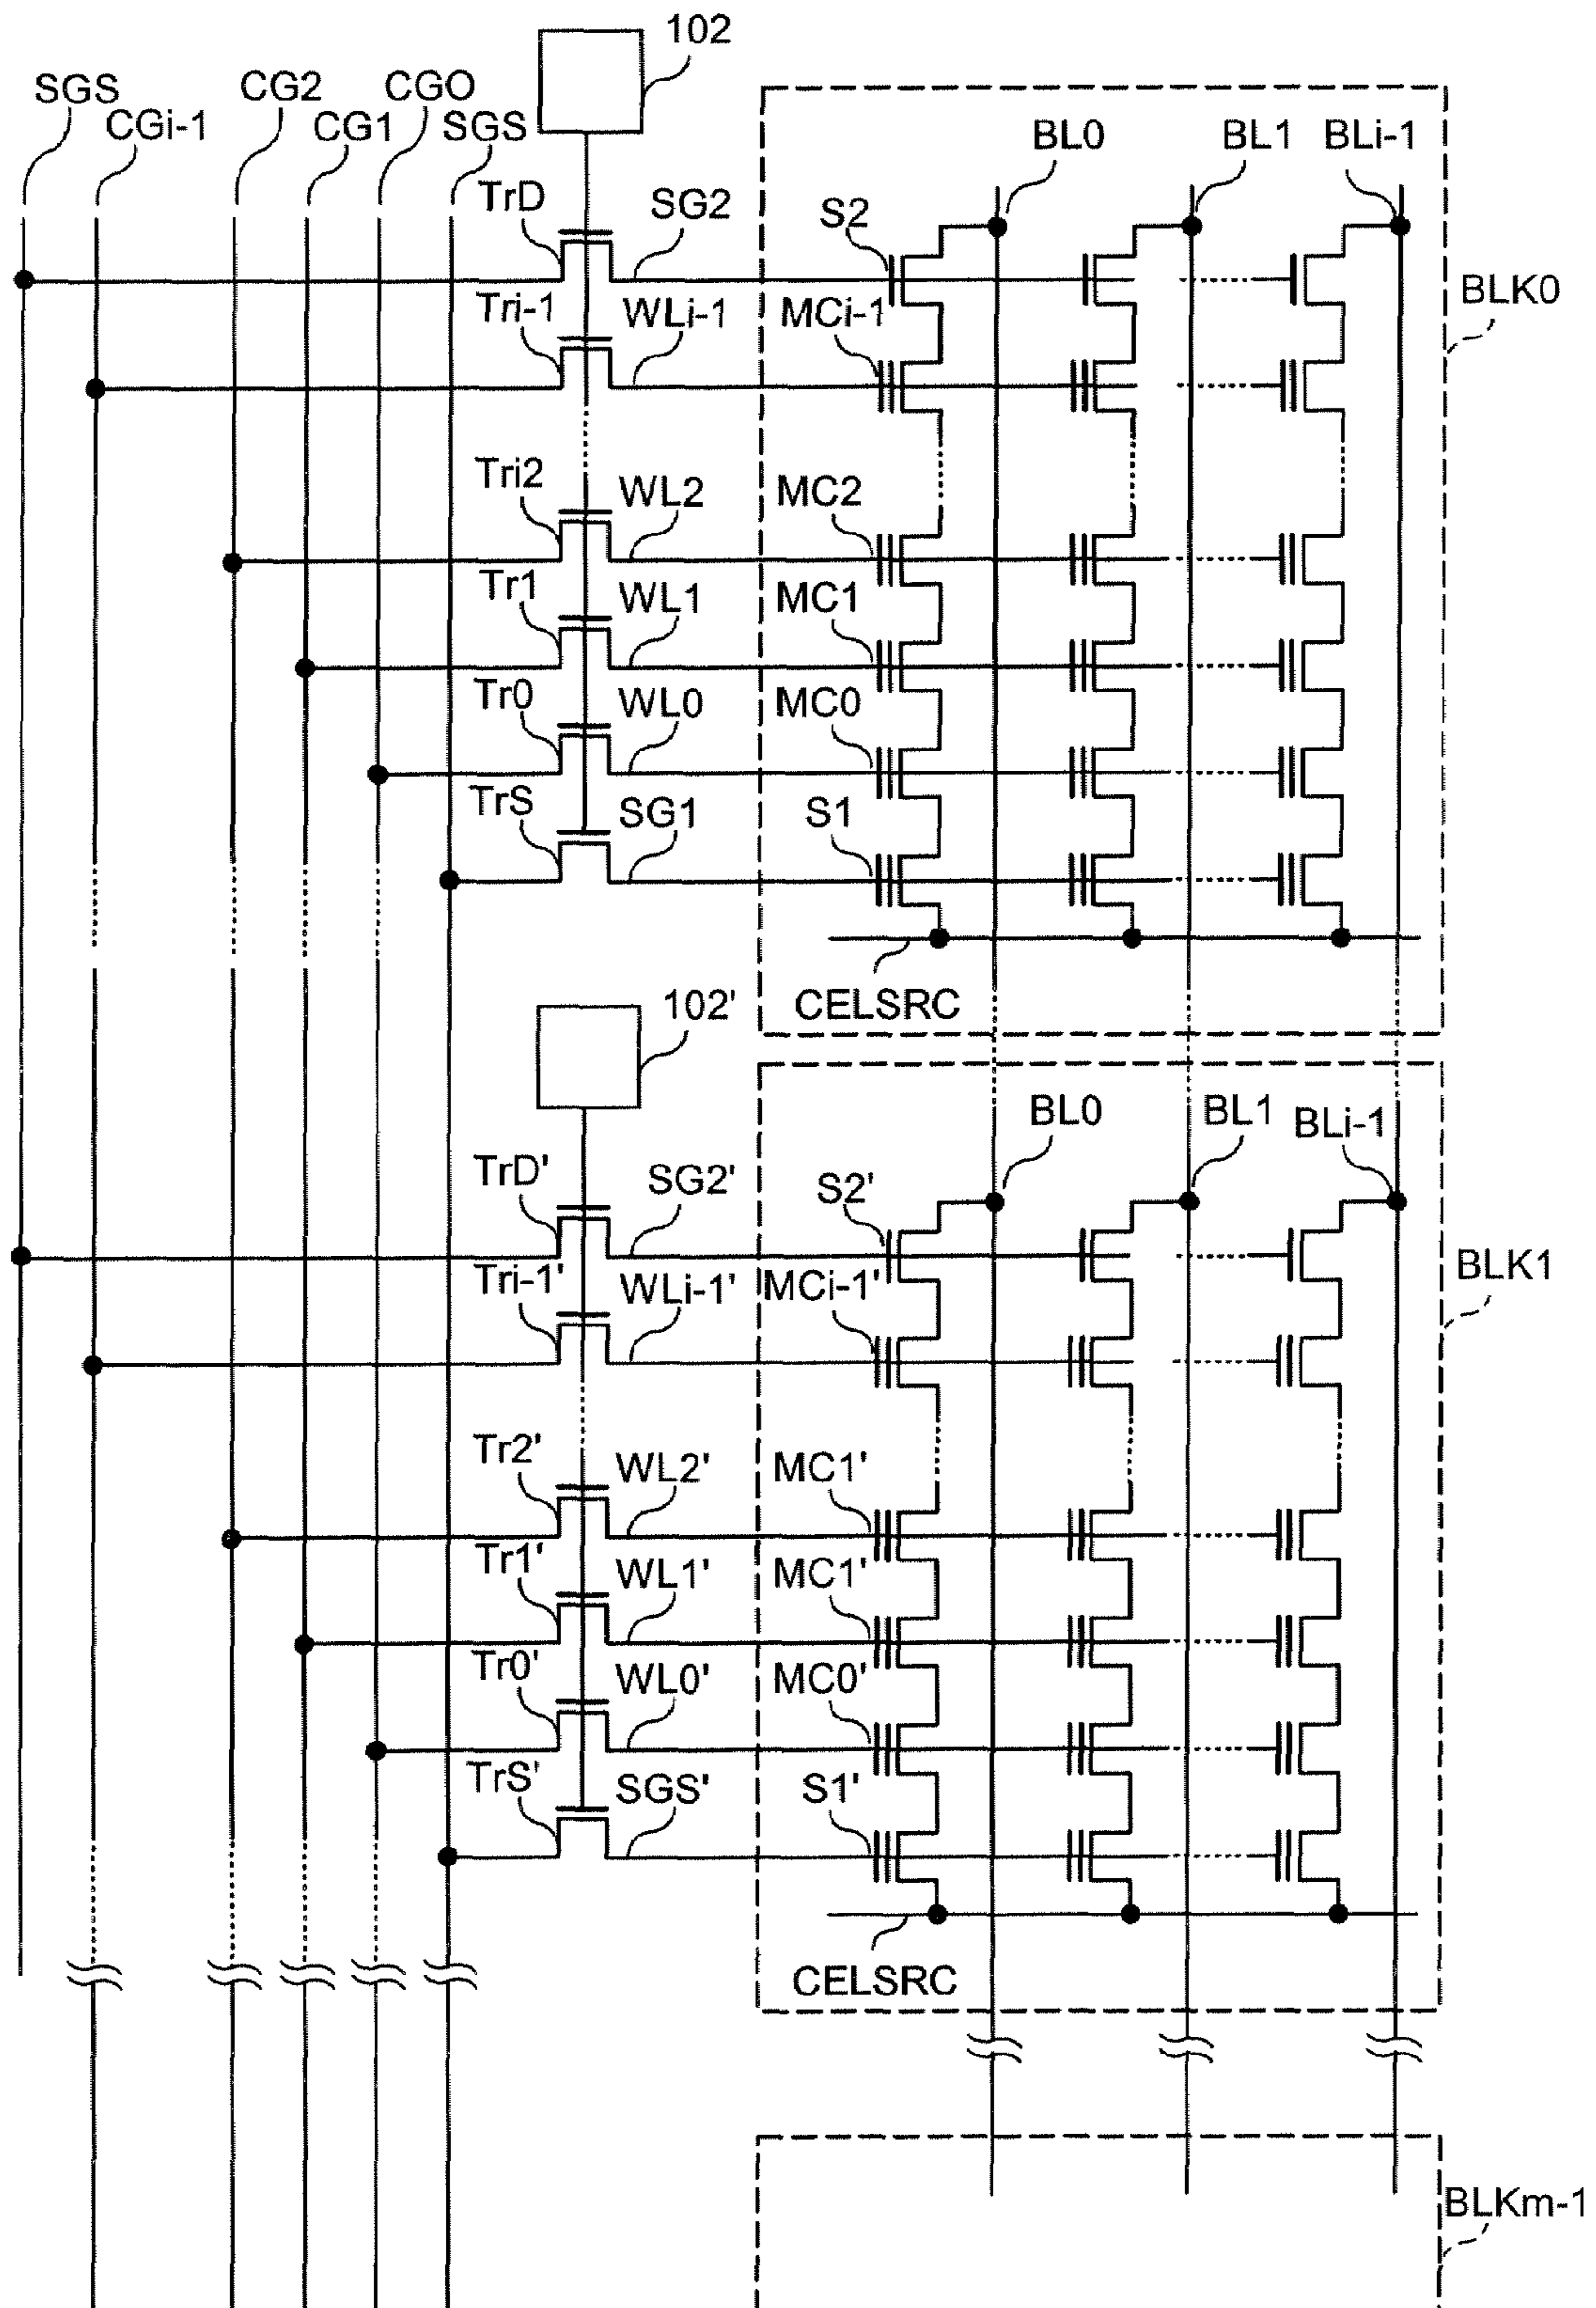 102
SGS
CG2
CG0
CGi-1
CG1
SGS
BL0
BL1
BLi-1
TrD
SG2
S2
BLK0
Tri-1
WLi-1
MCi-1
Tri2
WL2
MC2
Tr1
WL1
MC1
Tr0
WL0
MC0
TrS
SG1
S1
CELSRC
102'
BL0
BL1
BLi-1
TrD'
SG2'
S2'
BLK1
Tri-1'
WLi-1'
MCi-1'
Tr2'
WL2'
MC1'
Tr1'
WL1'
MC1'
Tr0'
WL0'
MC0'
TrS'
SGS'
S1'
CELSRC
BLKm-1